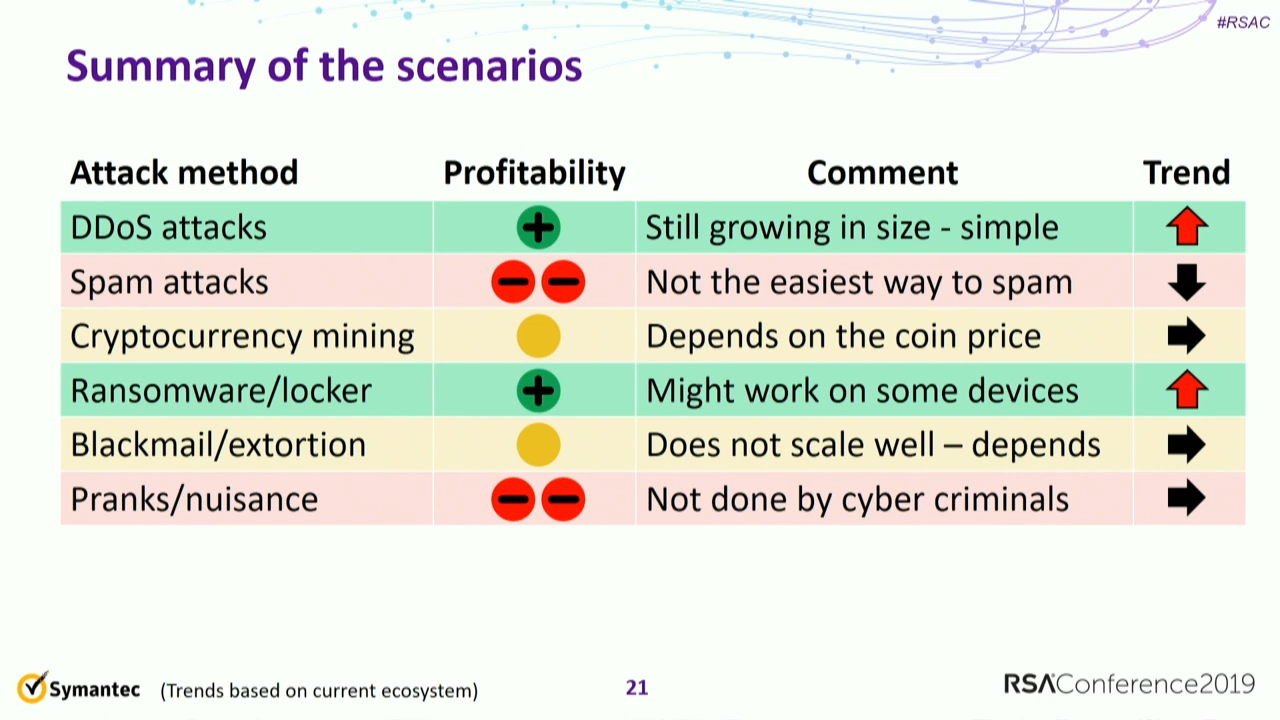 #RSAC
Summary of the scenarios
Attack method Profitability Comment Trend
DDoS attacks Still growing in size - simple
Spam attacks Not the easiest way to spam
Cryptocurrency mining Depends on the coin price
Ransomware/locker Might work on some devices
Blackmail/extortion Does not scale well – depends
Pranks/nuisance Not done by cyber criminals
Symantec (Trends based on current ecosystem) 21 RSAConference2019